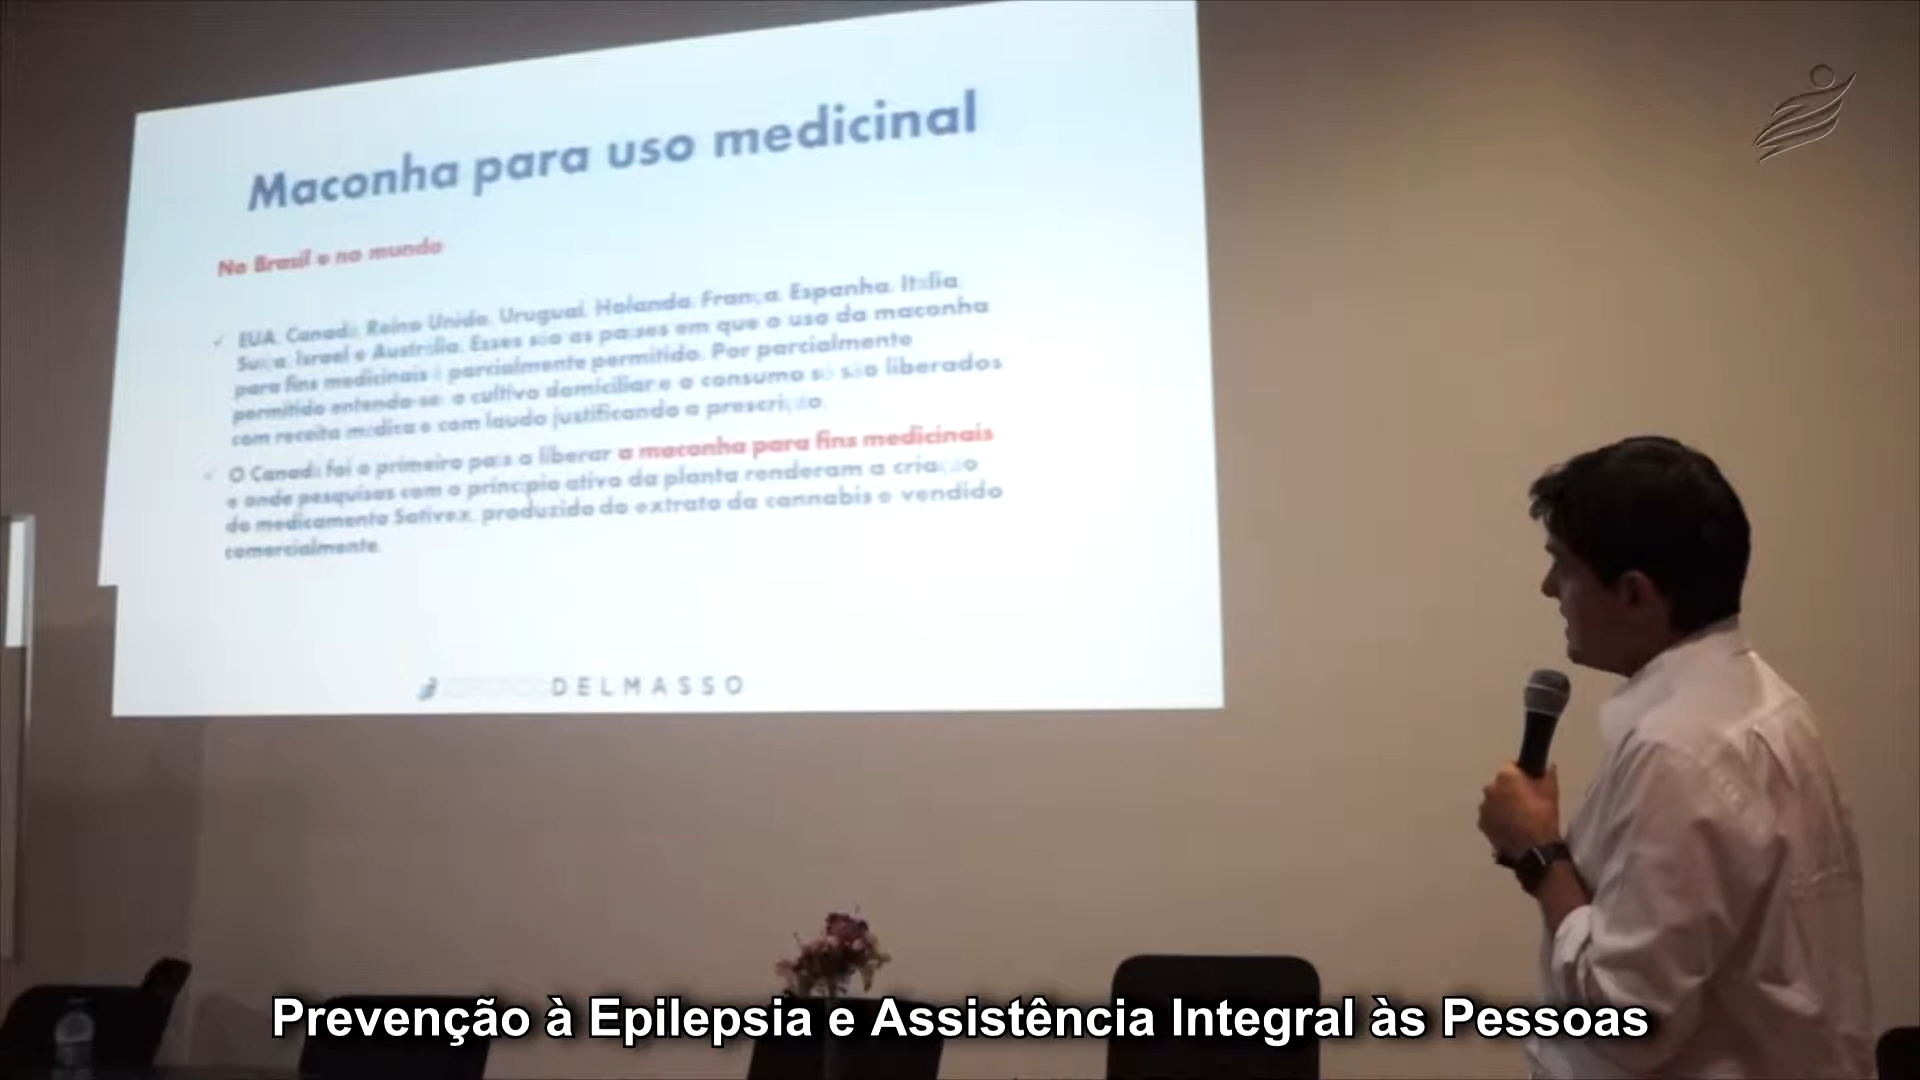 Maconha para uso medicinal
No Brasil e no mundo
EUA, Canadá, Reino Unido, Uruguai, Holanda, França, Espanha, Itália,
Suíça, Israel e Austrália. Esses são os países em que o uso da maconha
para fins medicinais é parcialmente permitido. Por parcialmente
permitido entenda-se: o cultivo domiciliar e o consumo só são liberados
com receita médica e com laudo justificando a prescrição.
O Canadá foi o primeiro país a liberar a maconha para fins medicinais
e onde pesquisas com o princípio ativo da planta renderam a criação
do medicamento Sativex, produzido do extrato da cannabis e vendido
comercialmente.
DELMASSO
Prevenção à Epilepsia e Assistência Integral às Pessoas